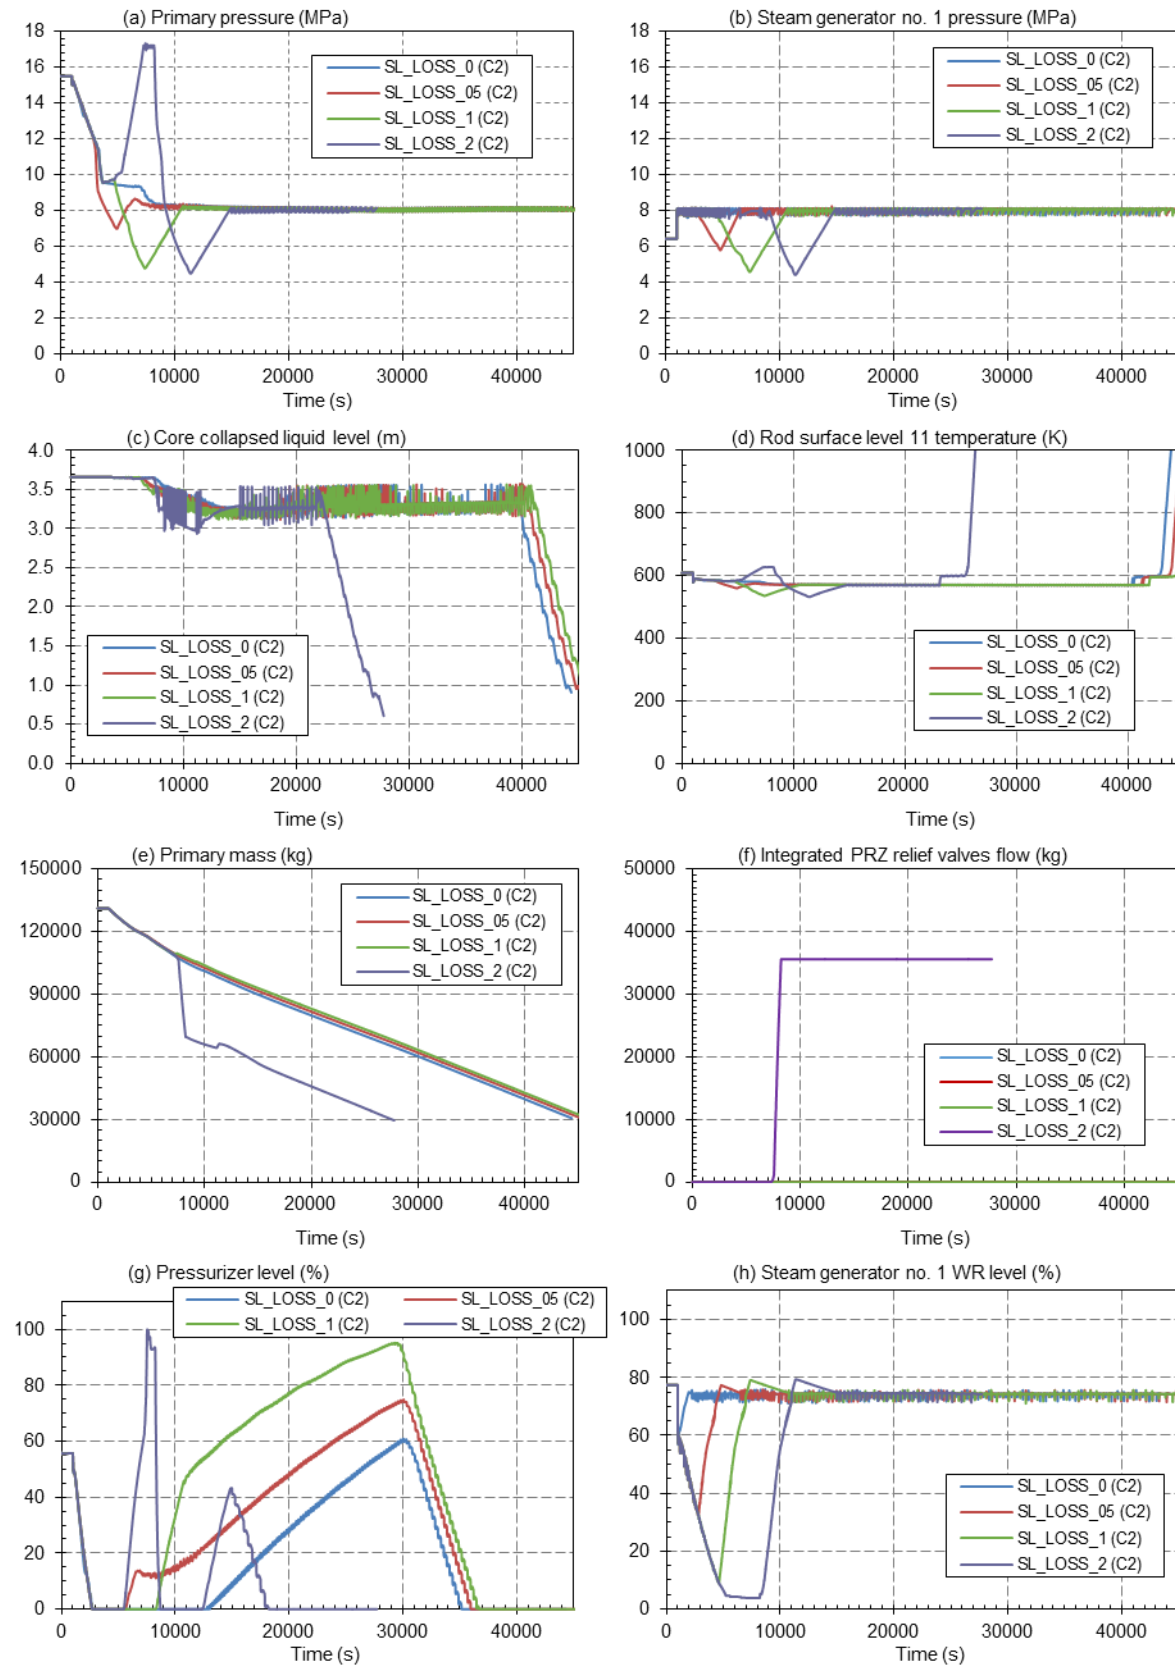 (a) Primary pressure (MPa)
18
16
14
12
10
8
6
4
2
0
SL_LOSS_0 (C2)
SL_LOSS_05 (C2)
SL_LOSS_1 (C2)
SL_LOSS_2 (C2)
0 10000 20000 30000 40000
Time (s)
(b) Steam generator no. 1 pressure (MPa)
18
16
14
12
10
8
6
4
2
0
SL_LOSS_0 (C2)
SL_LOSS_05 (C2)
SL_LOSS_1 (C2)
SL_LOSS_2 (C2)
0 10000 20000 30000 40000
Time (s)
(c) Core collapsed liquid level (m)
4.0
3.5
3.0
2.5
2.0
1.5
1.0
0.5
0.0
SL_LOSS_0 (C2)
SL_LOSS_05 (C2)
SL_LOSS_1 (C2)
SL_LOSS_2 (C2)
0 10000 20000 30000 40000
Time (s)
(d) Rod surface level 11 temperature (K)
1000
800
600
400
200
0
SL_LOSS_0 (C2)
SL_LOSS_05 (C2)
SL_LOSS_1 (C2)
SL_LOSS_2 (C2)
0 10000 20000 30000 40000
Time (s)
(e) Primary mass (kg)
150000
120000
90000
60000
30000
0
SL_LOSS_0 (C2)
SL_LOSS_05 (C2)
SL_LOSS_1 (C2)
SL_LOSS_2 (C2)
0 10000 20000 30000 40000
Time (s)
(f) Integrated PRZ relief valves flow (kg)
50000
40000
30000
20000
10000
0
SL_LOSS_0 (C2)
SL_LOSS_05 (C2)
SL_LOSS_1 (C2)
SL_LOSS_2 (C2)
0 10000 20000 30000 40000
Time (s)
(g) Pressurizer level (%)
SL_LOSS_0 (C2) SL_LOSS_05 (C2)
SL_LOSS_1 (C2) SL_LOSS_2 (C2)
100
80
60
40
20
0
0 10000 20000 30000 40000
Time (s)
(h) Steam generator no. 1 WR level (%)
100
80
60
40
20
0
SL_LOSS_0 (C2)
SL_LOSS_05 (C2)
SL_LOSS_1 (C2)
SL_LOSS_2 (C2)
0 10000 20000 30000 40000
Time (s)